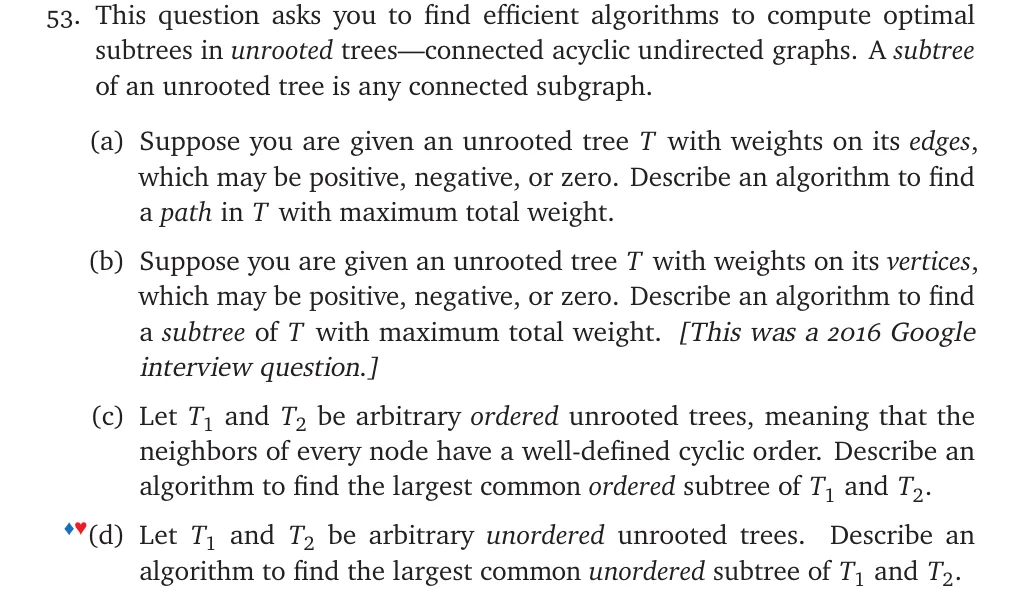 53. This question asks you to find efficient algorithms to compute optimal
subtrees in unrooted trees—connected acyclic undirected graphs. A subtree
of an unrooted tree is any connected subgraph.
(a) Suppose you are given an unrooted tree T with weights on its edges,
which may be positive, negative, or zero. Describe an algorithm to find
a path in T with maximum total weight.
(b) Suppose you are given an unrooted tree T with weights on its vertices,
which may be positive, negative, or zero. Describe an algorithm to find
a subtree of T with maximum total weight. [This was a 2016 Google
interview question.]
(c) Let T₁ and T₂ be arbitrary ordered unrooted trees, meaning that the
neighbors of every node have a well-defined cyclic order. Describe an
algorithm to find the largest common ordered subtree of T₁ and T₂.
♦♥(d) Let T₁ and T₂ be arbitrary unordered unrooted trees. Describe an
algorithm to find the largest common unordered subtree of T₁ and T₂.